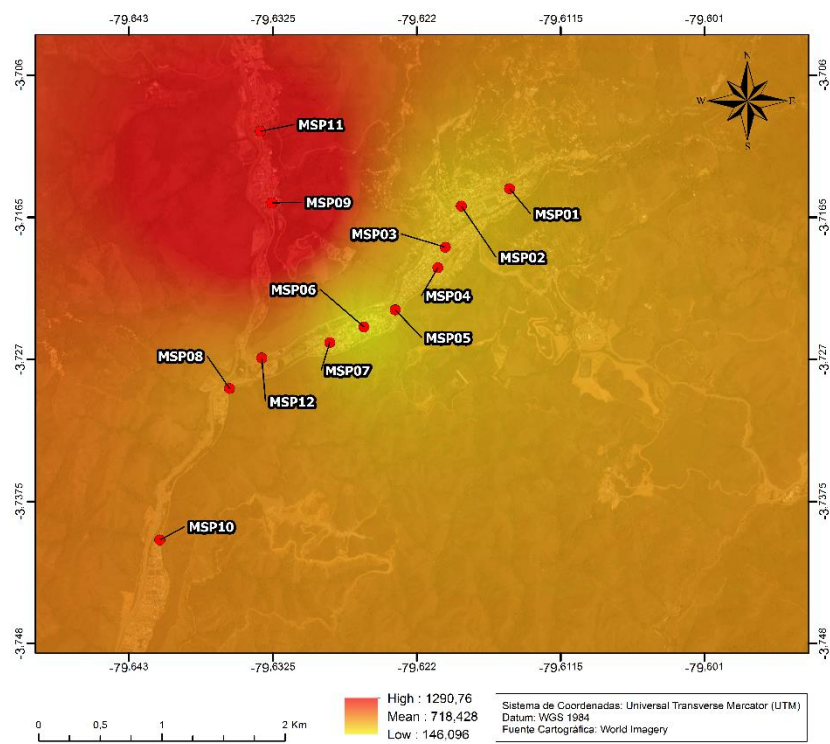 -79.643 -79.6325 -79.622 -79.6115 -79.601
-3.706 -3.706
N
W E
S
MSP11
MSP09
MSP01
-3.7165 -3.7165
MSP03
MSP02
MSP04
MSP06
MSP05
-3.727 -3.727
MSP08
MSP07
MSP12
-3.7375 -3.7375
MSP10
-3.748 -3.748
-79.643 -79.6325 -79.622 -79.6115 -79.601
High : 1290,76
Mean : 718,428
Low : 146,096
Sistema de Coordenadas: Universal Transverse Mercator (UTM)
Datum: WGS 1984
Fuente Cartográfica: World Imagery
0 0,5 1 2 Km